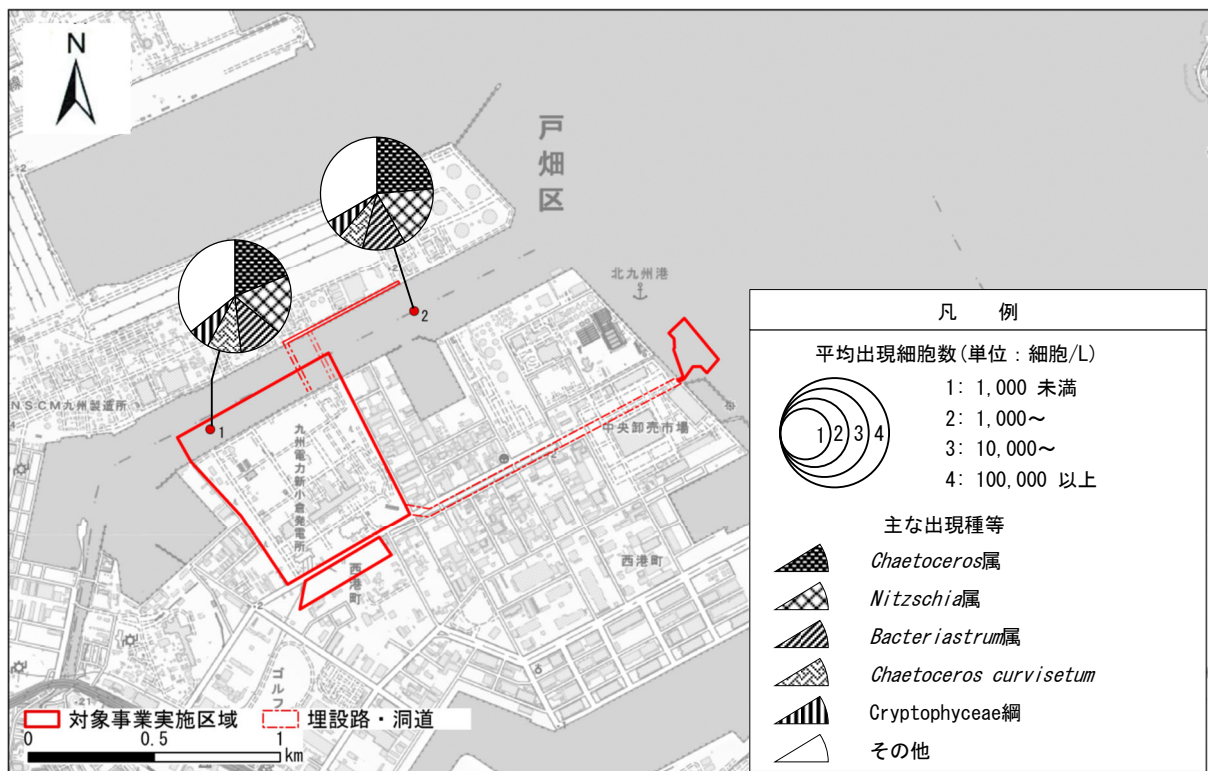 N
戸畑区
2
1
2
北九州港
NSCM九州製造所
九州電力新小倉発電所
中央卸売市場
西港町
西港町
ゴルフ
凡 例
平均出現細胞数(単位:細胞/L)
1 2 3 4
1: 1,000 未満
2: 1,000~
3: 10,000~
4: 100,000 以上
主な出現種等
Chaetoceros属
Nitzschia属
Bacteriastrum属
Chaetoceros curvisetum
Cryptophyceae綱
その他
対象事業実施区域
埋設路・洞道
0 0.5 1
km